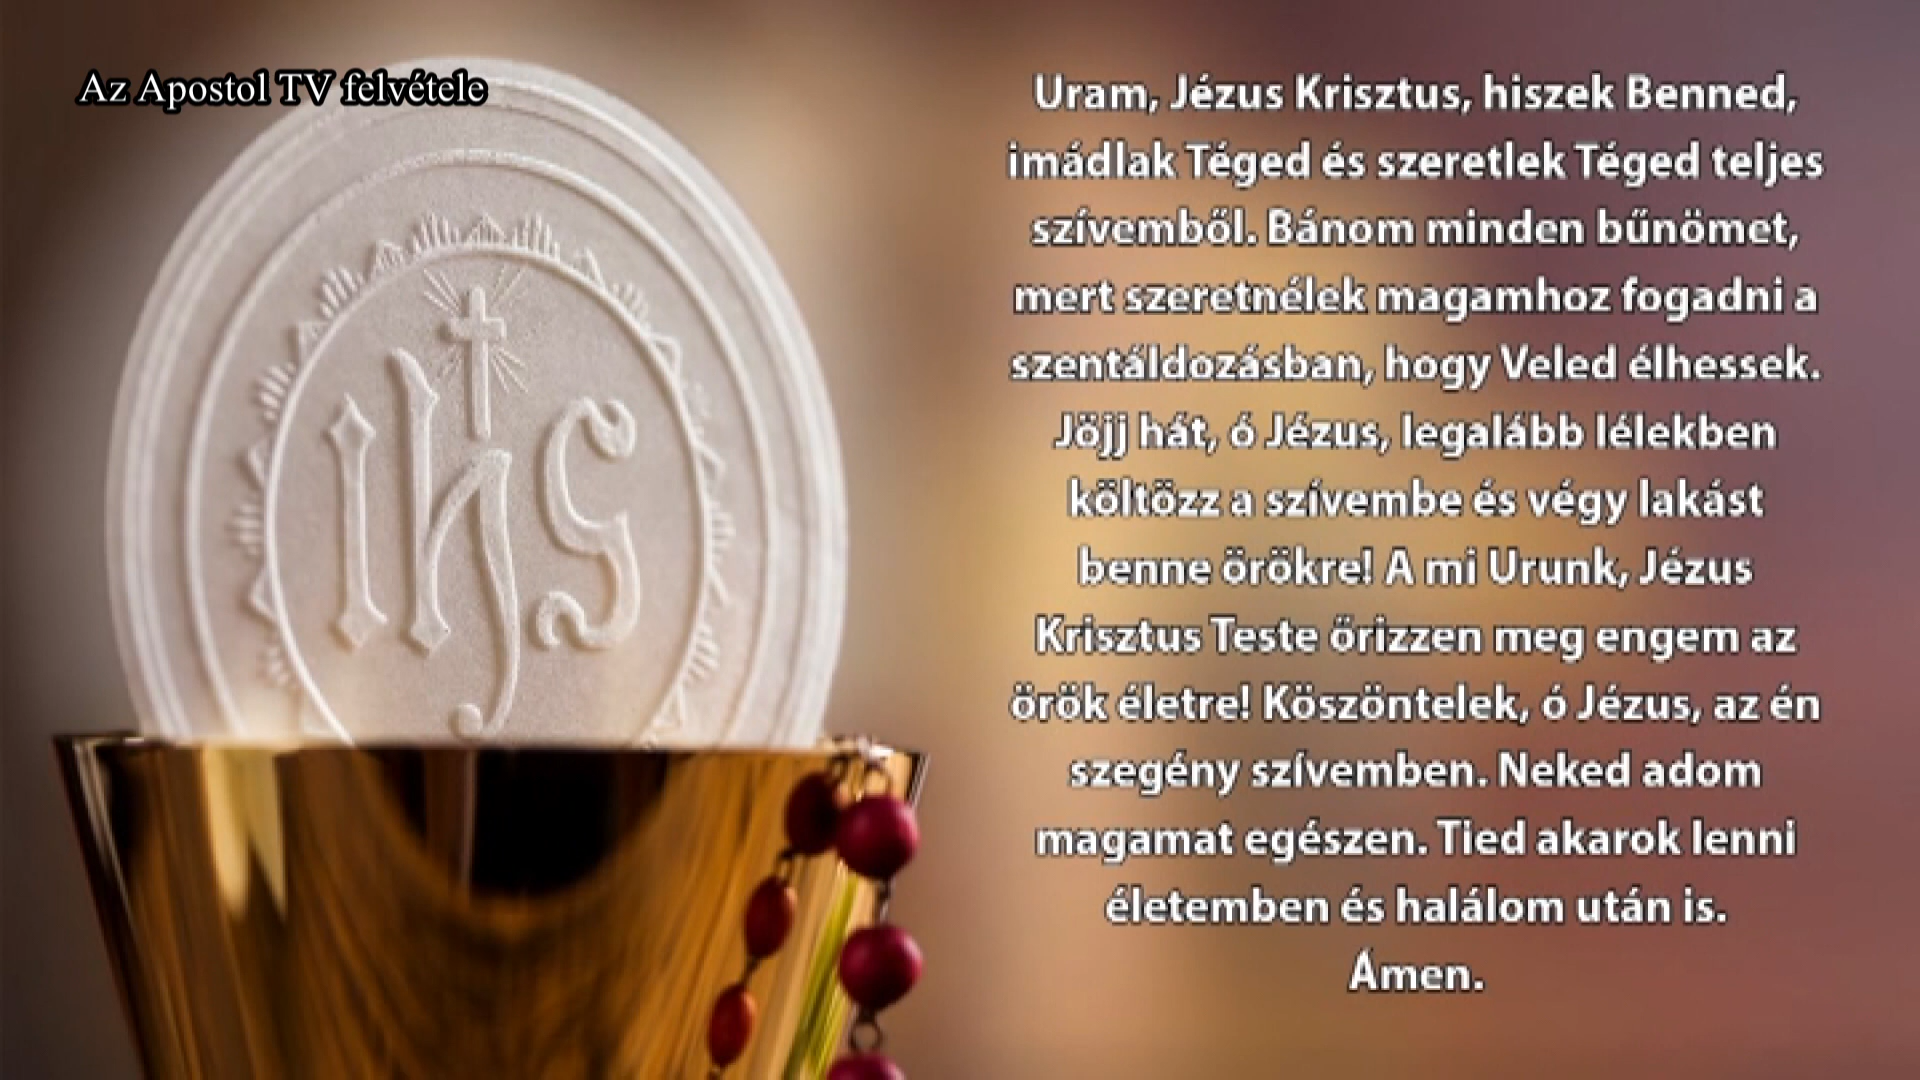 Az Apostol TV felvétele
Uram, Jézus Krisztus, hiszek Benned,
imádlak Téged és szeretlek Téged teljes
szívemből. Bánom minden bűnömet,
mert szeretnélek magamhoz fogadni a
szentáldozásban, hogy Veled élhessek.
Jöjj hát, ó Jézus, legalább lélekben
költözz a szívembe és végy lakást
benne örökre! A mi Urunk, Jézus
Krisztus Teste őrizzen meg engem az
örök életre! Köszöntelek, ó Jézus, az én
szegény szívemben. Neked adom
magamat egészen. Tied akarok lenni
életemben és halálom után is.
Ámen.
ihs